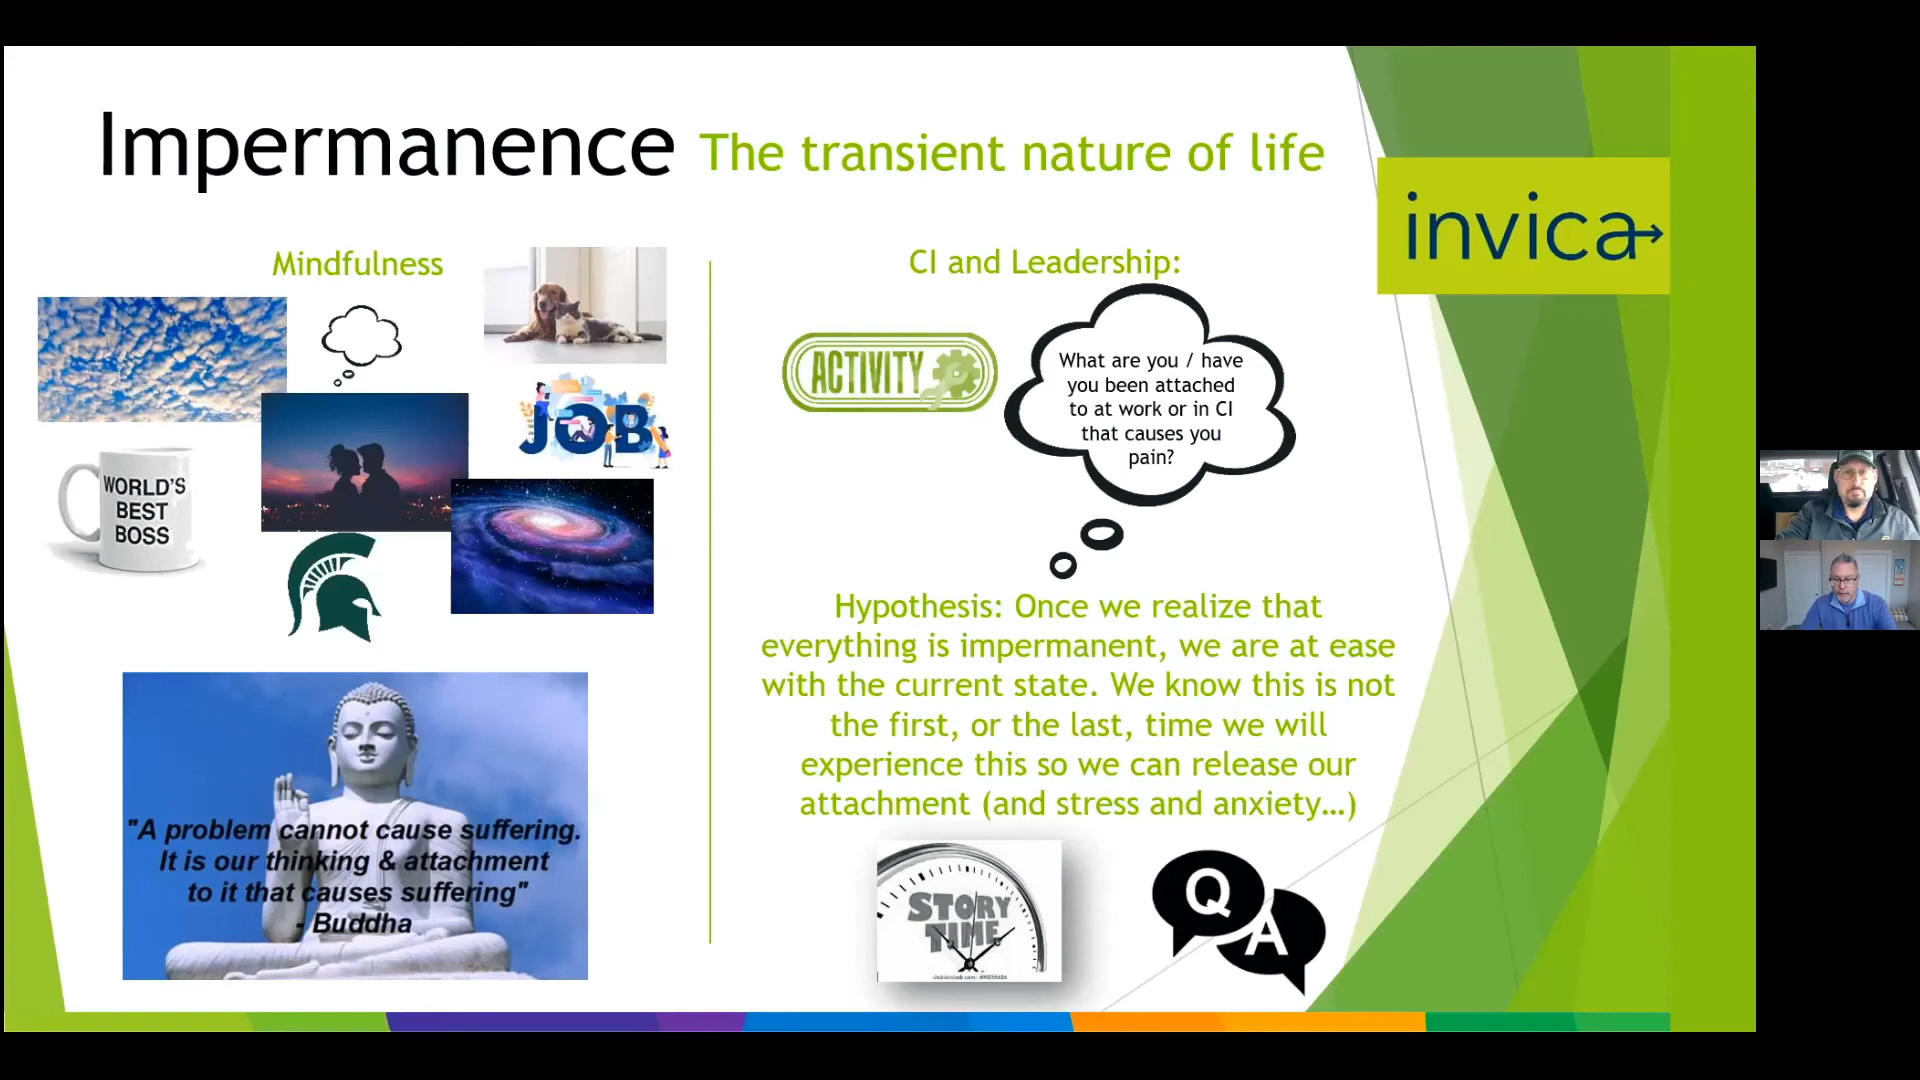 Impermanence The transient nature of life
invica
Mindfulness
CI and Leadership:
ACTIVITY
What are you / have
you been attached
to at work or in CI
that causes you
pain?
JOB
WORLD'S
BEST
BOSS
Hypothesis: Once we realize that
everything is impermanent, we are at ease
with the current state. We know this is not
the first, or the last, time we will
experience this so we can release our
attachment (and stress and anxiety…)
"A problem cannot cause suffering.
It is our thinking & attachment
to it that causes suffering"
- Buddha
STORY
TIME
Q
A